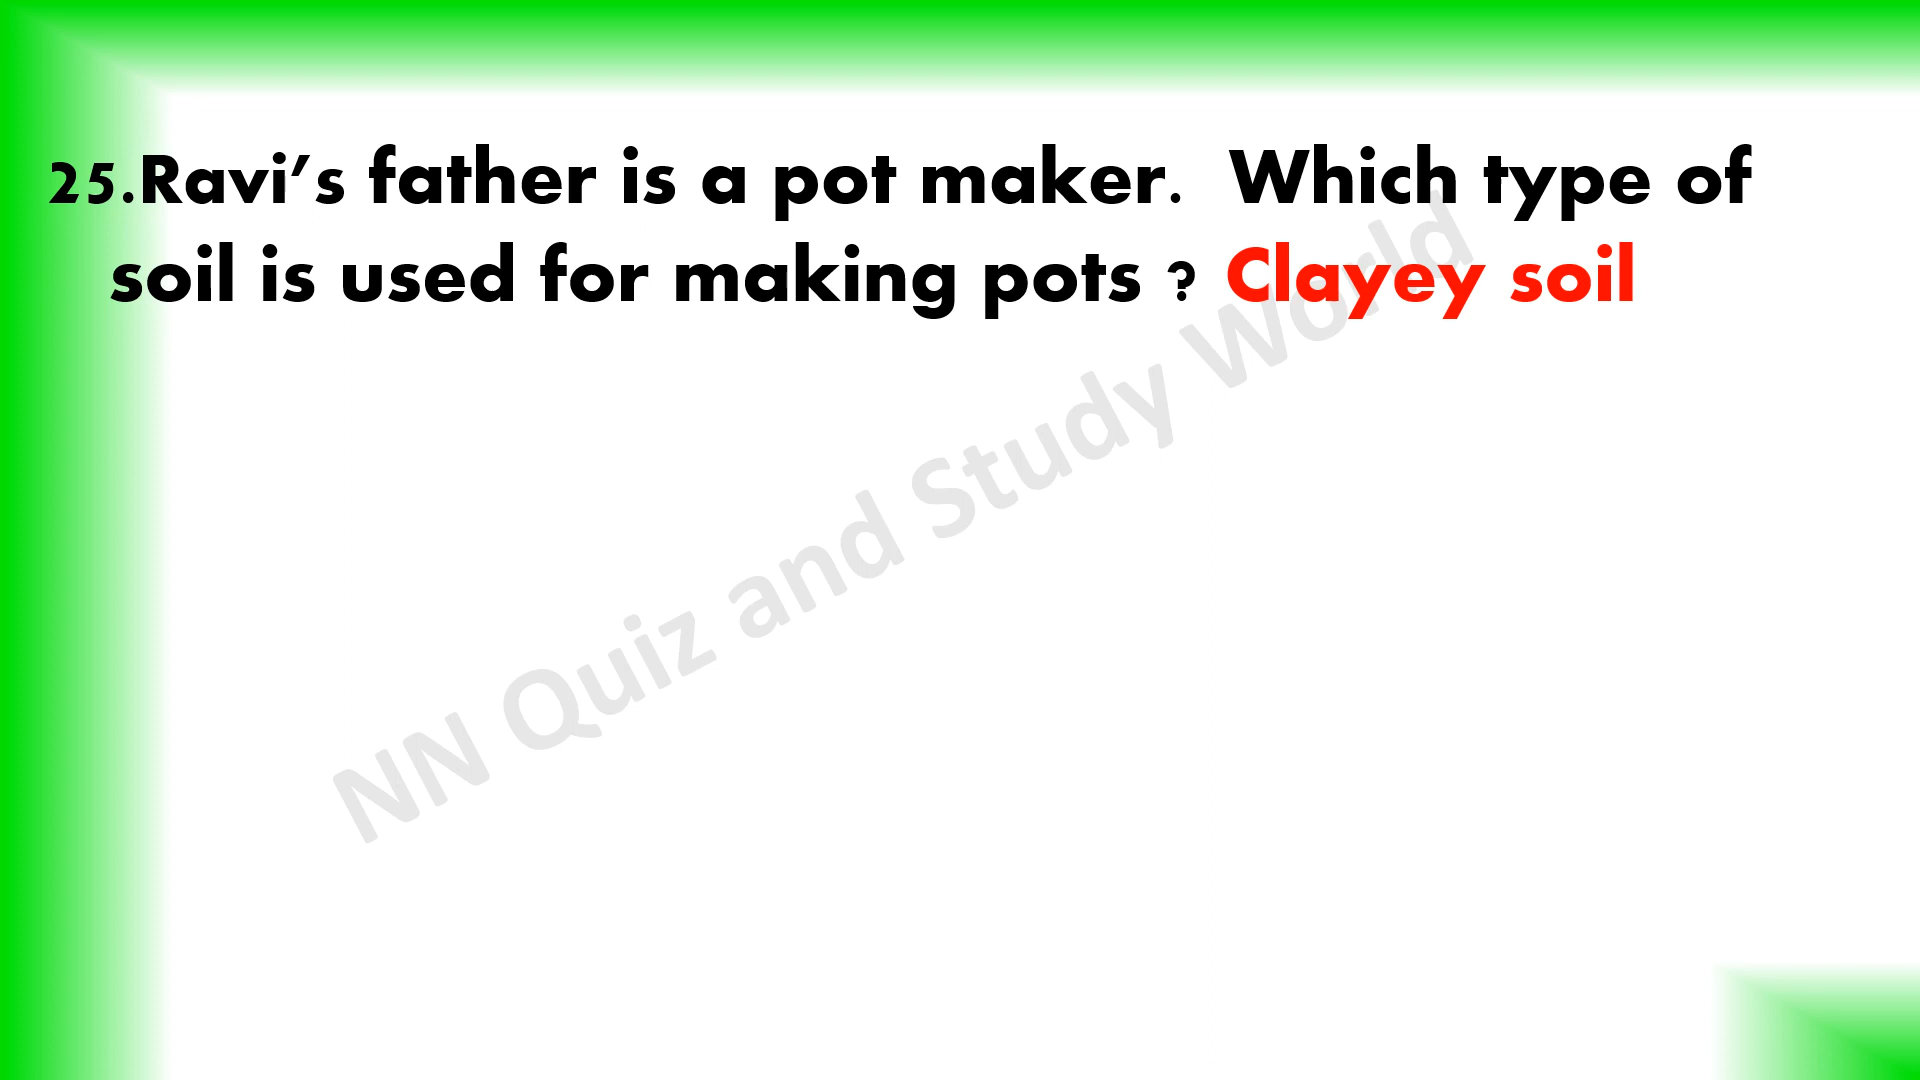 25.Ravi’s father is a pot maker.  Which type of
soil is used for making pots ? Clayey soil
NN Quiz and Study World